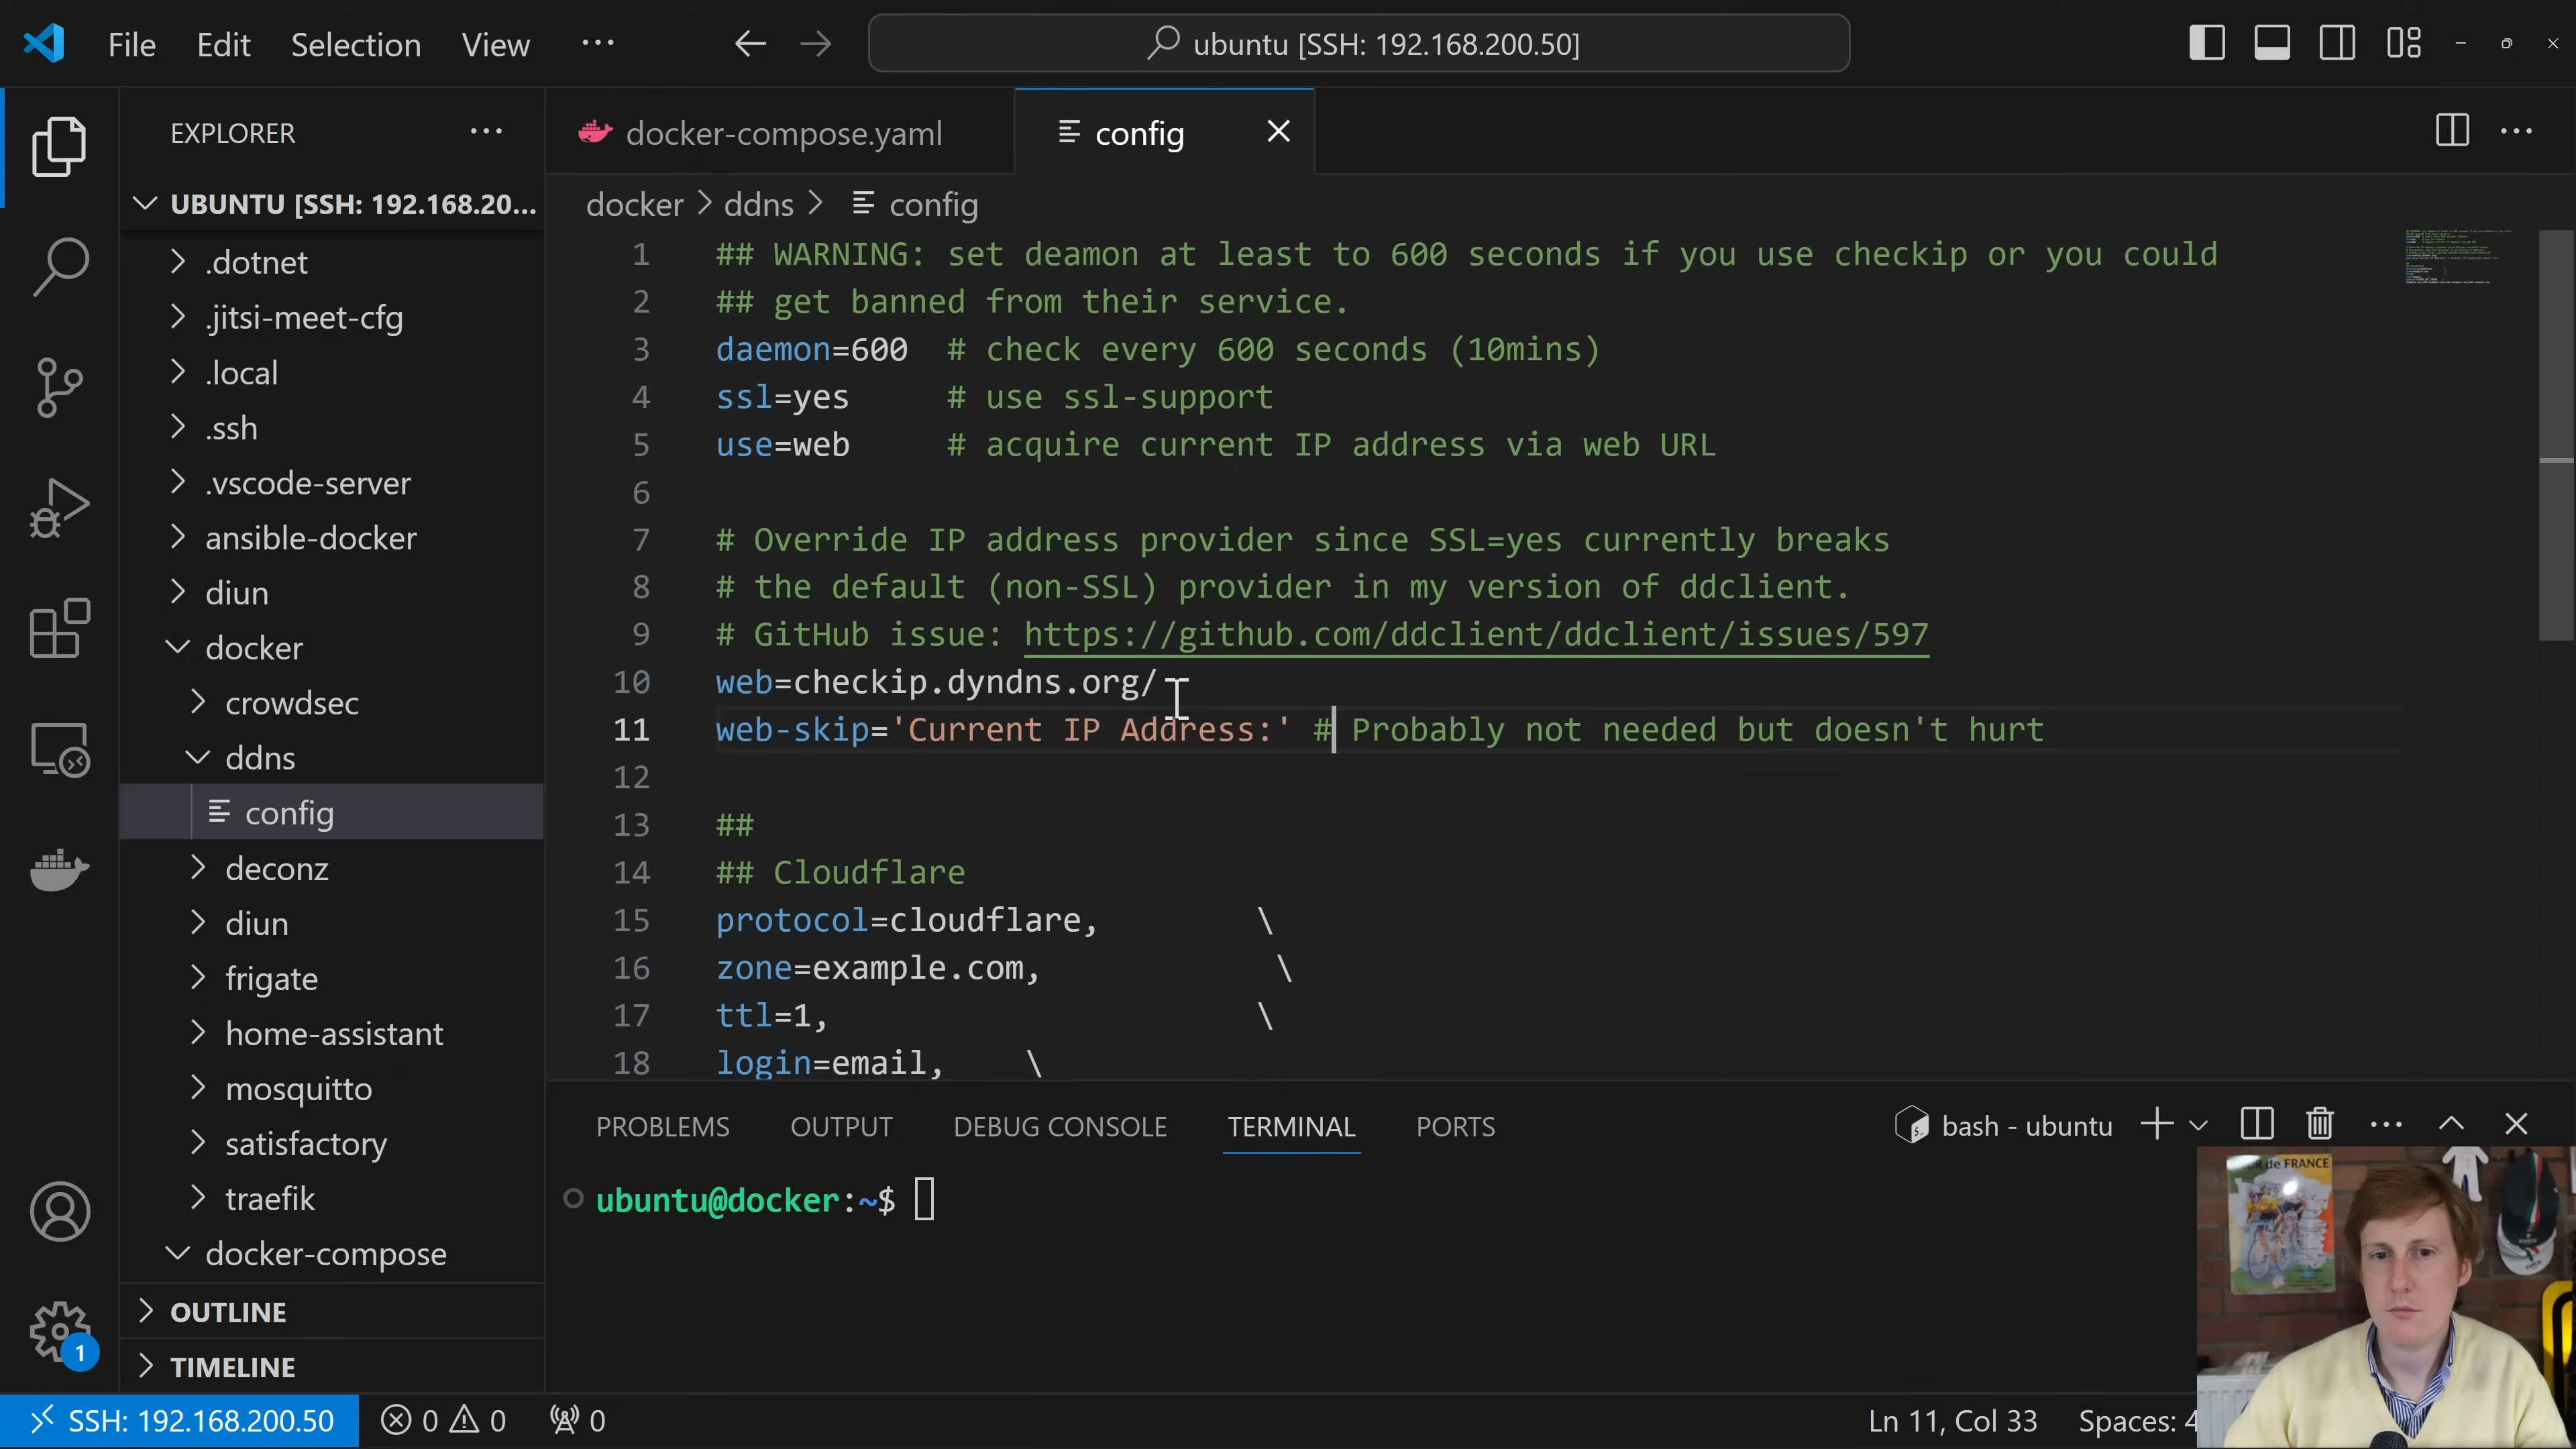 File Edit Selection View ··· ubuntu [SSH: 192.168.200.50]
EXPLORER ···
UBUNTU [SSH: 192.168.20...
.dotnet
.jitsi-meet-cfg
.local
.ssh
.vscode-server
ansible-docker
diun
docker
crowdsec
ddns
config
deconz
diun
frigate
home-assistant
mosquitto
satisfactory
traefik
docker-compose
OUTLINE
TIMELINE
1
docker-compose.yaml config
docker > ddns > config
1 ## WARNING: set deamon at least to 600 seconds if you use checkip or you could
2 ## get banned from their service.
3 daemon=600 # check every 600 seconds (10mins)
4 ssl=yes # use ssl-support
5 use=web # acquire current IP address via web URL
6
7 # Override IP address provider since SSL=yes currently breaks
8 # the default (non-SSL) provider in my version of ddclient.
9 # GitHub issue: https://github.com/ddclient/ddclient/issues/597
10 web=checkip.dyndns.org/
11 web-skip='Current IP Address:' # Probably not needed but doesn't hurt
12
13 ##
14 ## Cloudflare
15 protocol=cloudflare, \
16 zone=example.com, \
17 ttl=1, \
18 login=email, \
PROBLEMS OUTPUT DEBUG CONSOLE TERMINAL PORTS bash - ubuntu
ubuntu@docker:~$
DE FRANCE
SSH: 192.168.200.50 0 0 0 Ln 11, Col 33 Spaces: 4